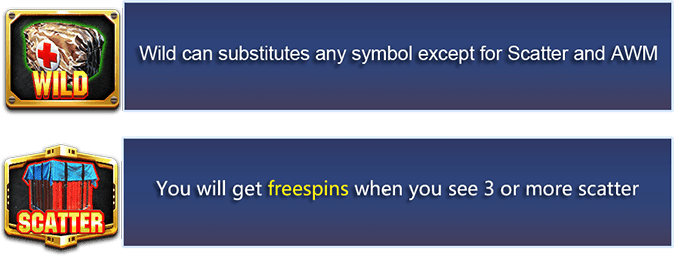 WILD
Wild can substitutes any symbol except for Scatter and AWM
SCATTER
You will get freespins when you see 3 or more scatter